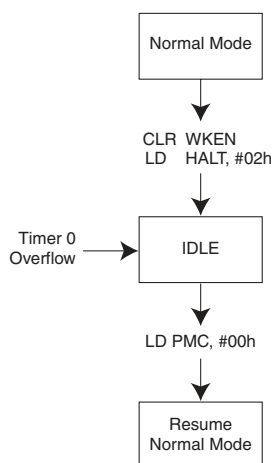 Normal Mode
CLR WKEN
LD HALT, #02h
Timer 0
Overflow
IDLE
LD PMC, #00h
Resume
Normal Mode